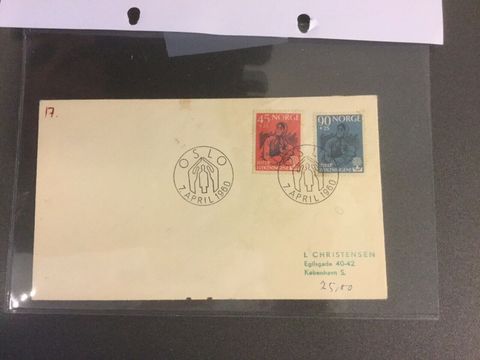 17.
45 NORGE
90 NORGE
+25
OSLO
7. APRIL 1960
OSLO
7. APRIL 1960
L CHRISTENSEN
Egilsgade 40-42
København S.
25,00